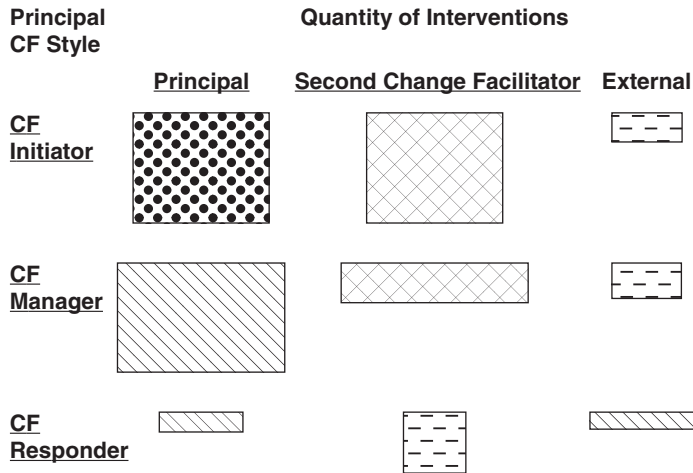 Principal
CF Style
Quantity of Interventions
Principal
Second Change Facilitator
External
CF
Initiator
CF
Manager
CF
Responder